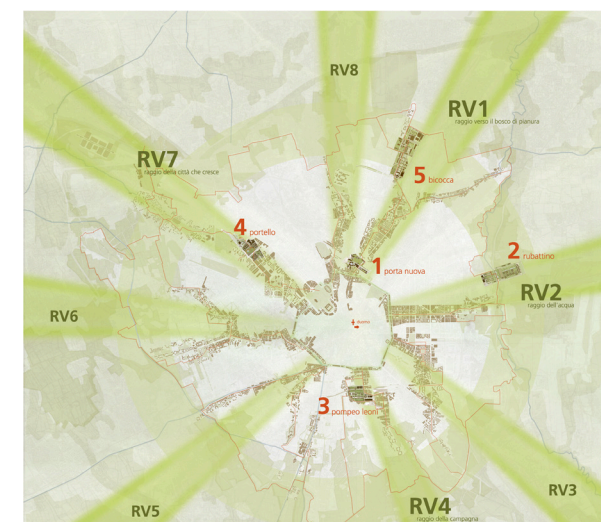 RV8
RV1
raggio verso il bosco di pianura
RV7
raggio della città che cresce
5 bicocca
4 portello
1 porta nuova
2 rubattino
RV2
raggio dell'acqua
RV6
duomo
3 pompeo leoni
RV3
RV4
raggio della campagna
RV5